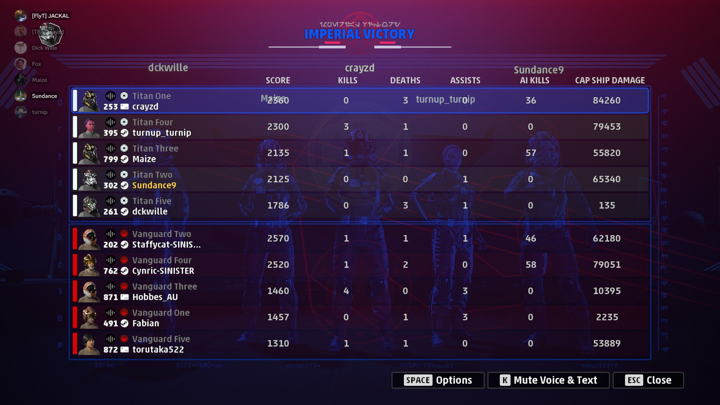 [FlyT] JACKAL
Dick Wille
Fox
Maize
Sundance
turnip
IMPERIAL VICTORY
dckwille crayzd Sundance9
SCORE KILLS DEATHS ASSISTS AI KILLS CAP SHIP DAMAGE
Maize turnup_turnip
Titan One
253 crayzd 2360 0 3 0 36 84260
Titan Four
395 turnup_turnip 2300 3 1 0 0 79453
Titan Three
799 Maize 2135 1 1 0 57 55820
Titan Two
302 Sundance9 2125 0 0 1 0 65340
Titan Five
261 dckwille 1786 0 3 1 0 135
Vanguard Two
202 Staffycat-SINIS... 2570 1 1 1 46 62180
Vanguard Four
762 Cynric-SINISTER 2520 1 2 0 58 79051
Vanguard Three
871 Hobbes_AU 1460 4 0 3 0 10395
Vanguard One
491 Fabian 1457 0 1 3 0 2235
Vanguard Five
872 torutaka522 1310 1 1 0 0 53889
SPACE Options K Mute Voice & Text ESC Close